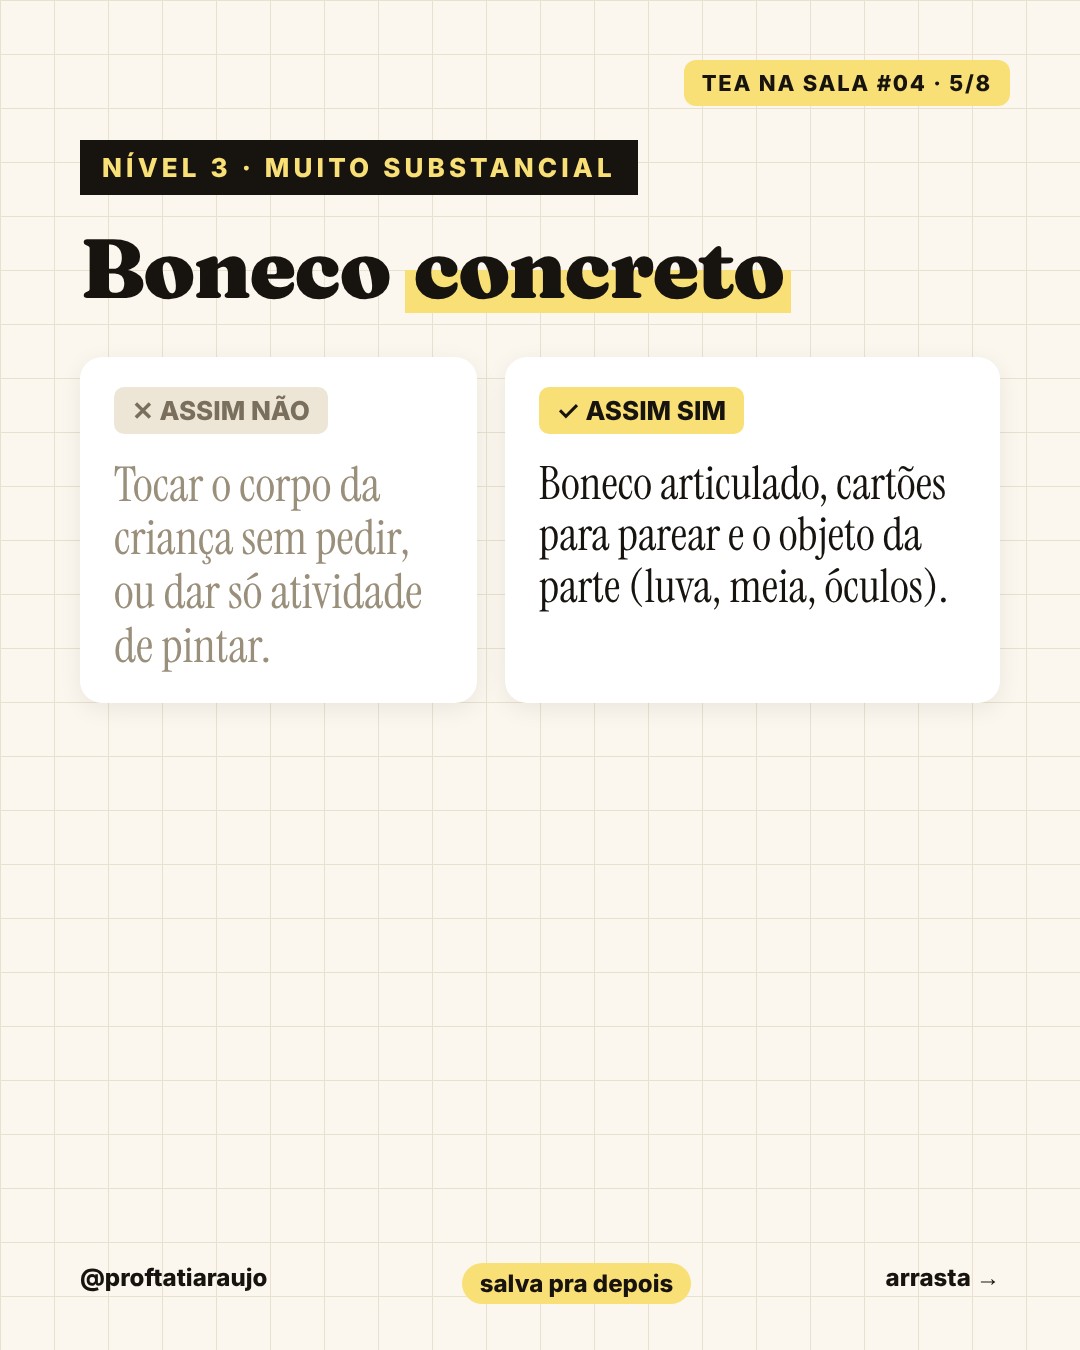 TEA NA SALA #04 · 5/8
NÍVEL 3 · MUITO SUBSTANCIAL
Boneco concreto
✕ ASSIM NÃO
Tocar o corpo da
criança sem pedir,
ou dar só atividade
de pintar.
✓ ASSIM SIM
Boneco articulado, cartões
para parear e o objeto da
parte (luva, meia, óculos).
@proftatiaraujo
salva pra depois
arrasta →